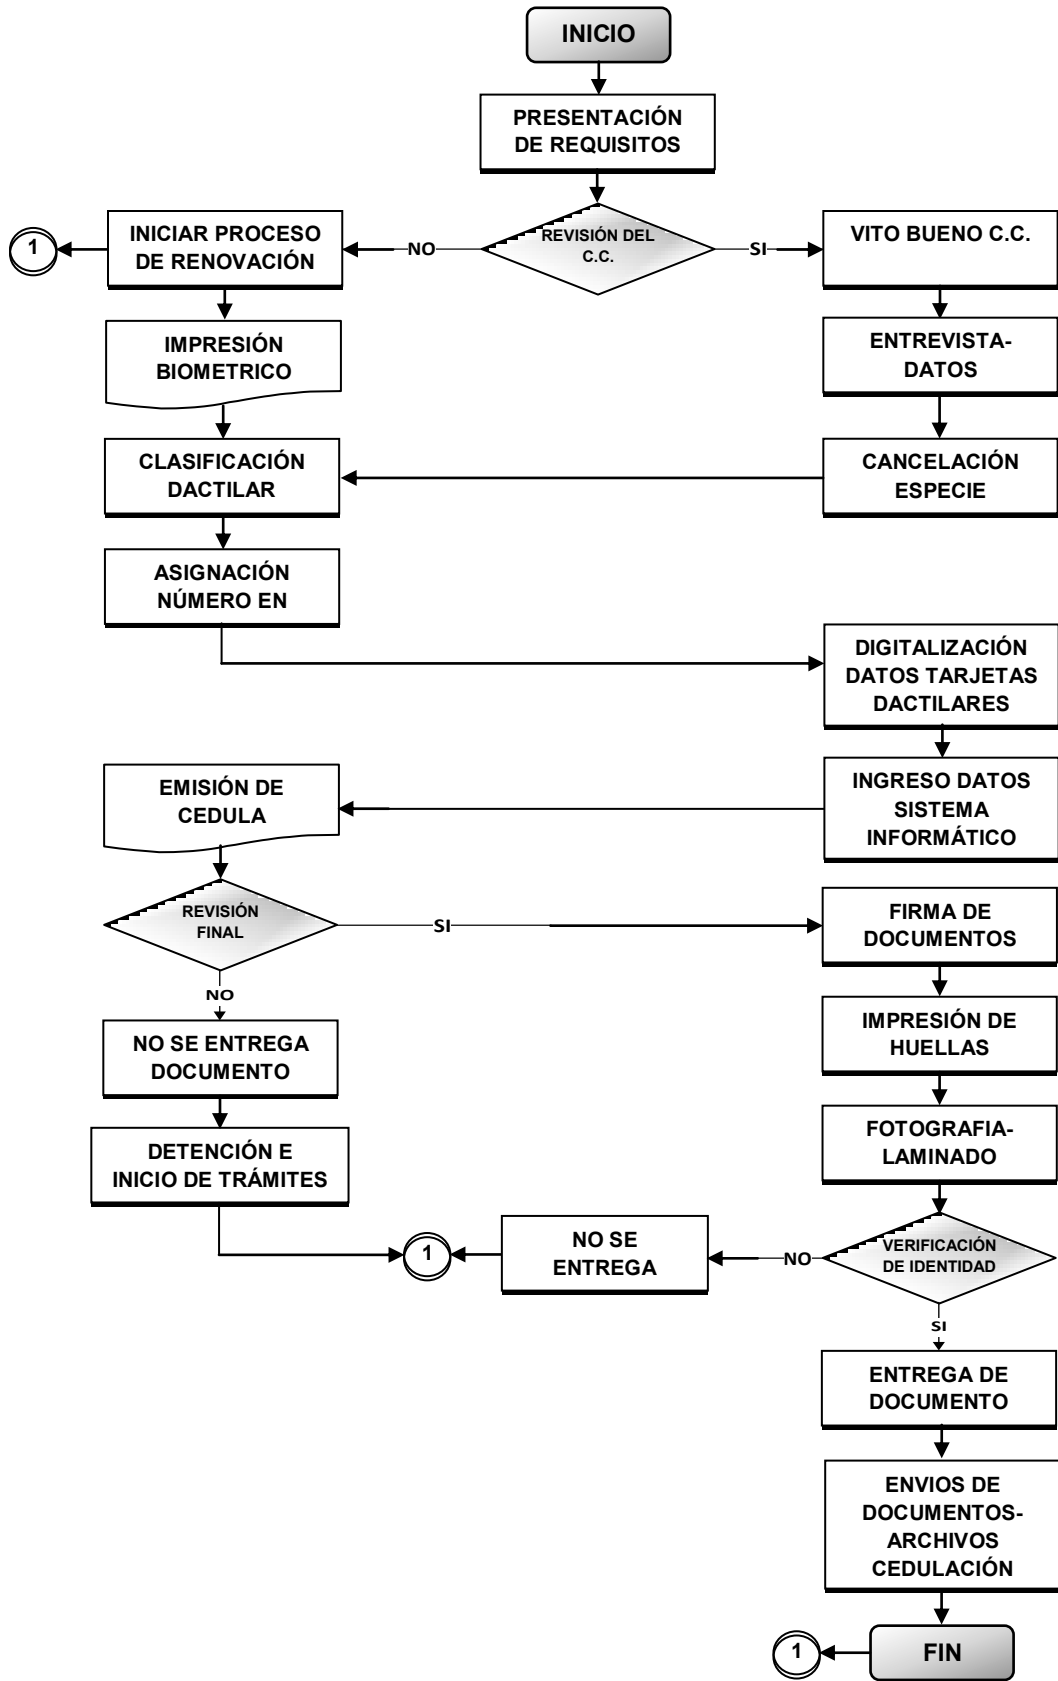 INICIO
PRESENTACIÓN
DE REQUISITOS
1
INICIAR PROCESO
DE RENOVACIÓN
NO
REVISIÓN DEL
C.C.
SI
VITO BUENO C.C.
IMPRESIÓN
BIOMETRICO
ENTREVISTA-
DATOS
CLASIFICACIÓN
DACTILAR
CANCELACIÓN
ESPECIE
ASIGNACIÓN
NÚMERO EN
DIGITALIZACIÓN
DATOS TARJETAS
DACTILARES
EMISIÓN DE
CEDULA
INGRESO DATOS
SISTEMA
INFORMÁTICO
REVISIÓN
FINAL
SI
FIRMA DE
DOCUMENTOS
NO
NO SE ENTREGA
DOCUMENTO
IMPRESIÓN DE
HUELLAS
DETENCIÓN E
INICIO DE TRÁMITES
FOTOGRAFIA-
LAMINADO
1
NO SE
ENTREGA
NO
VERIFICACIÓN
DE IDENTIDAD
SI
ENTREGA DE
DOCUMENTO
ENVIOS DE
DOCUMENTOS-
ARCHIVOS
CEDULACIÓN
1
FIN